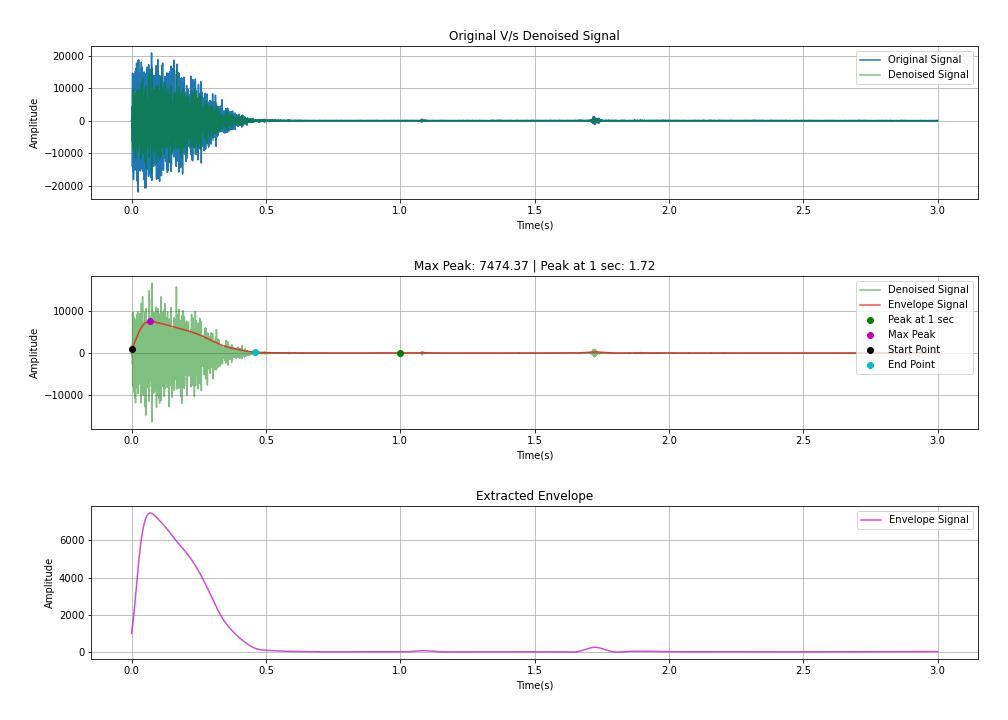 Original V/s Denoised Signal
20000
10000
0
−10000
−20000
Amplitude
Original Signal
Denoised Signal
0.0 0.5 1.0 1.5 2.0 2.5 3.0
Time(s)
Max Peak: 7474.37 | Peak at 1 sec: 1.72
10000
0
−10000
Amplitude
Denoised Signal
Envelope Signal
Peak at 1 sec
Max Peak
Start Point
End Point
0.0 0.5 1.0 1.5 2.0 2.5 3.0
Time(s)
Extracted Envelope
6000
4000
2000
0
Amplitude
Envelope Signal
0.0 0.5 1.0 1.5 2.0 2.5 3.0
Time(s)